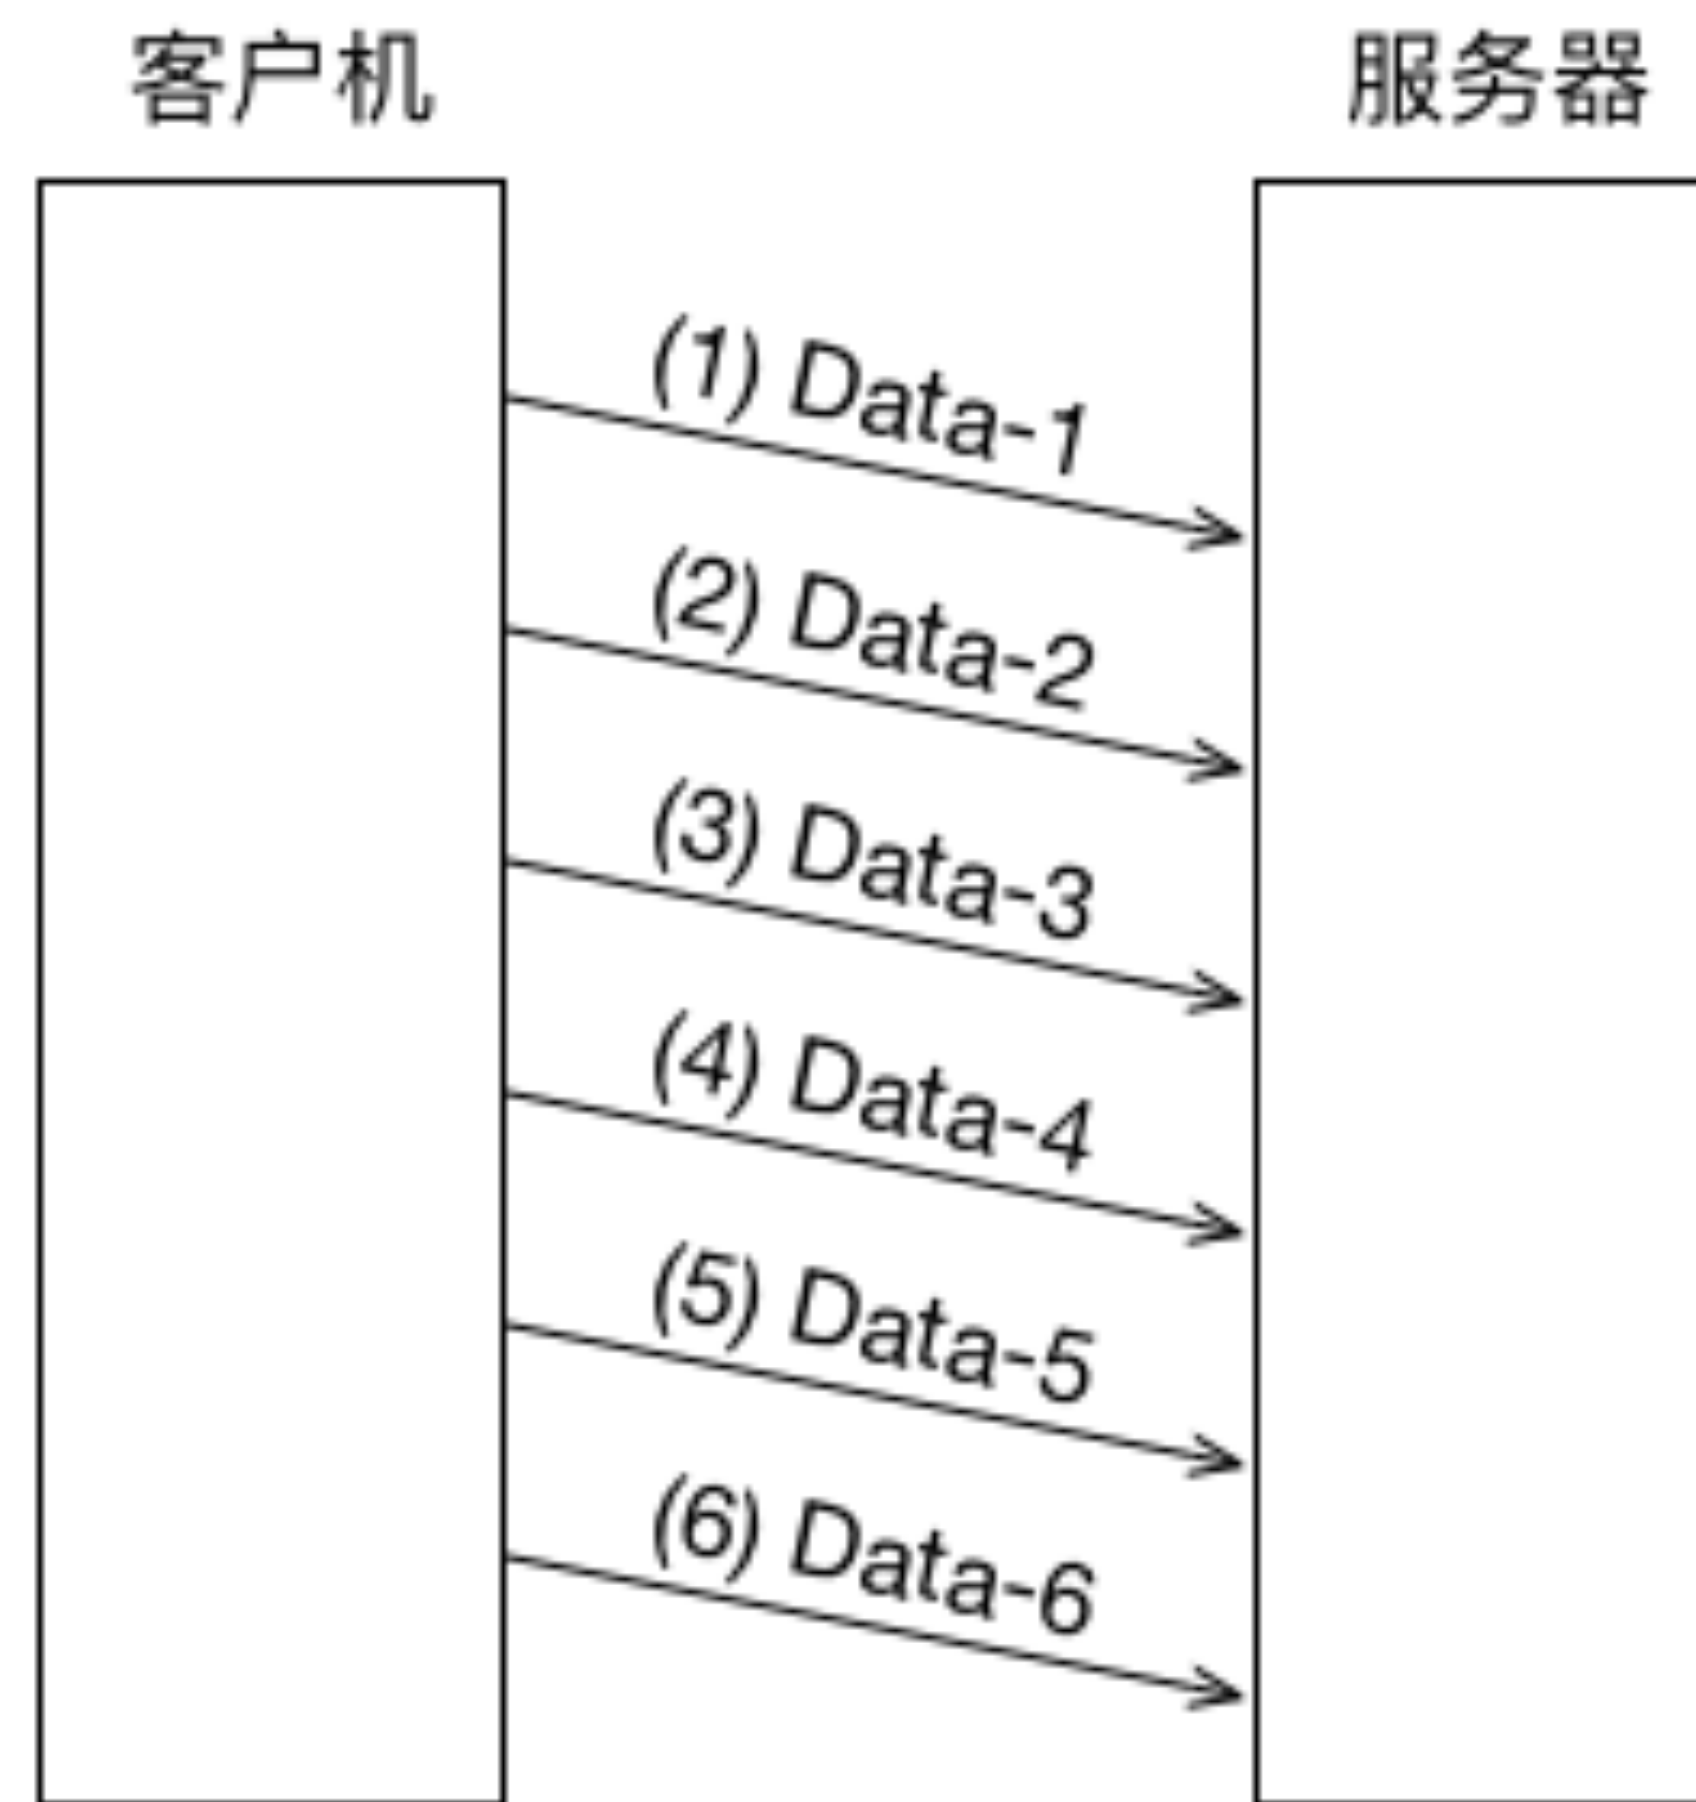 客户机
服务器
(1) Data-1
(2) Data-2
(3) Data-3
(4) Data-4
(5) Data-5
(6) Data-6